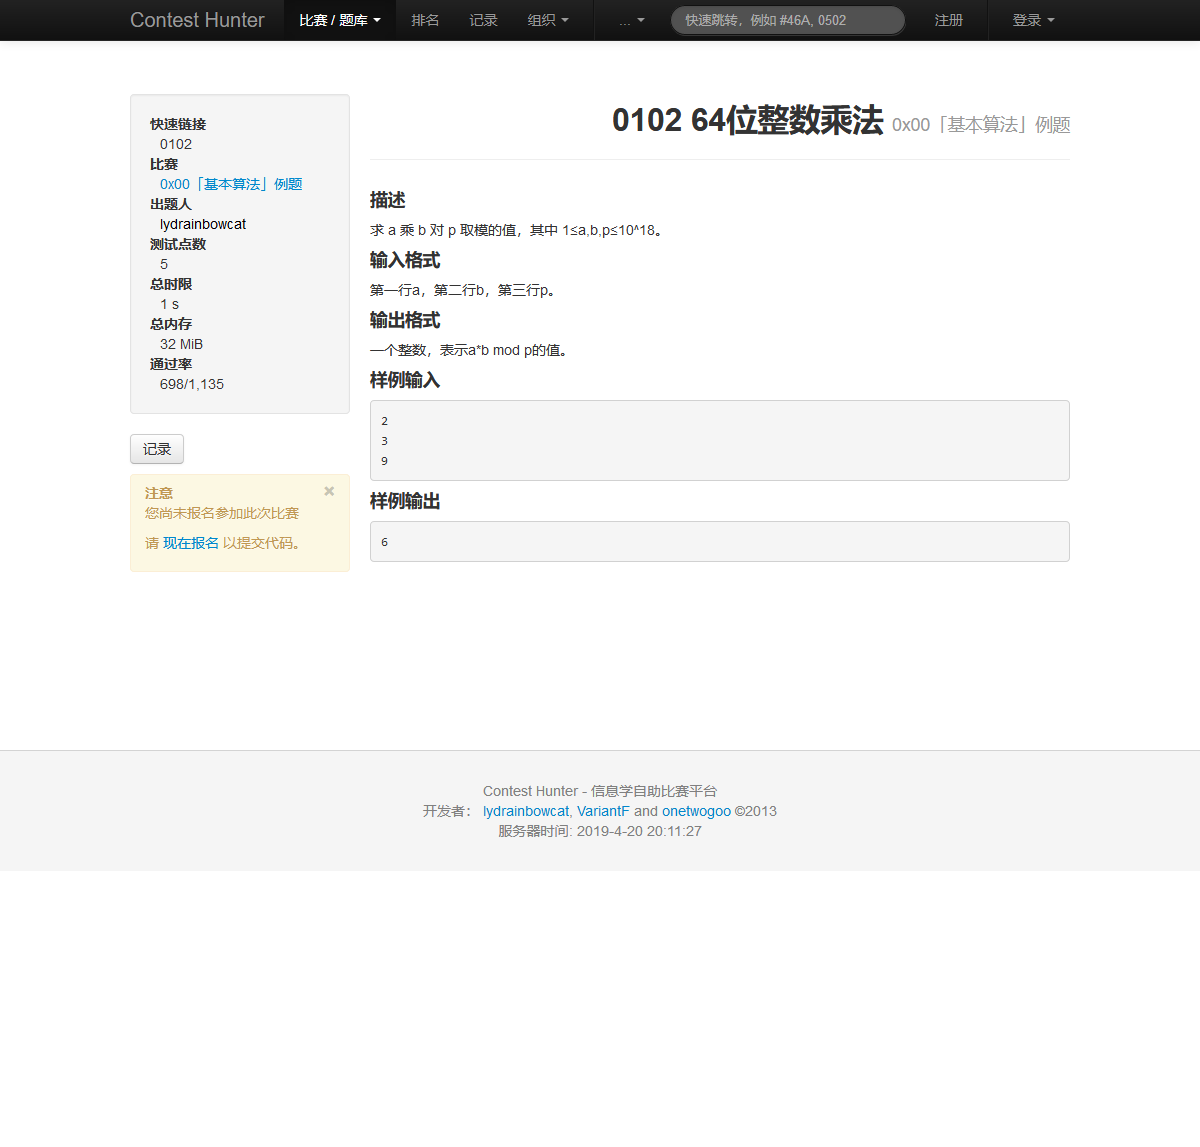 Contest Hunter 比赛 / 题库 排名 记录 组织 ... 快速跳转，例如 #46A, 0502 注册 登录
快速链接
0102
比赛
0x00「基本算法」例题
出题人
lydrainbowcat
测试点数
5
总时限
1 s
总内存
32 MiB
通过率
698/1,135
记录
注意 ×
您尚未报名参加此次比赛
请 现在报名 以提交代码。
0102 64位整数乘法 0x00「基本算法」例题
描述
求 a 乘 b 对 p 取模的值，其中 1≤a,b,p≤10^18。
输入格式
第一行a，第二行b，第三行p。
输出格式
一个整数，表示a*b mod p的值。
样例输入
2
3
9
样例输出
6
Contest Hunter - 信息学自助比赛平台
开发者： lydrainbowcat, VariantF and onetwogoo ©2013
服务器时间: 2019-4-20 20:11:27